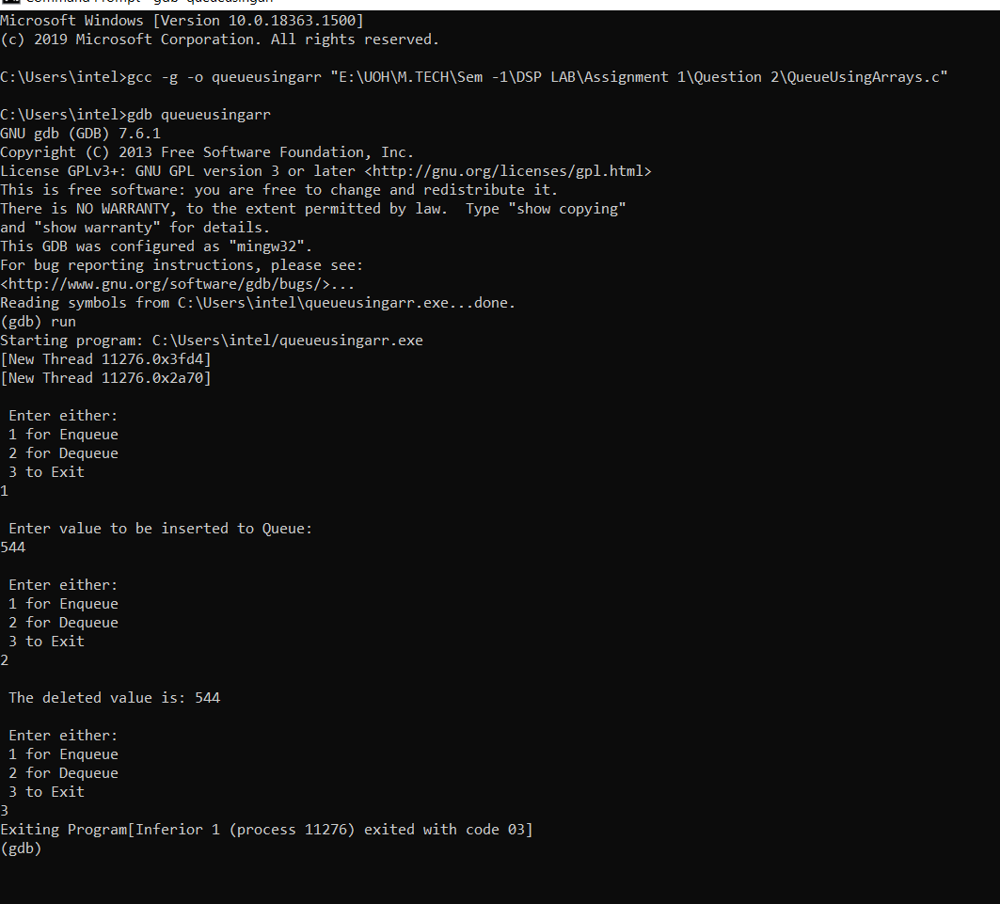 Microsoft Windows [Version 10.0.18363.1500]
(c) 2019 Microsoft Corporation. All rights reserved.
C:\Users\intel>gcc -g -o queueusingarr "E:\UOH\M.TECH\Sem -1\DSP LAB\Assignment 1\Question 2\QueueUsingArrays.c"
C:\Users\intel>gdb queueusingarr
GNU gdb (GDB) 7.6.1
Copyright (C) 2013 Free Software Foundation, Inc.
License GPLv3+: GNU GPL version 3 or later <http://gnu.org/licenses/gpl.html>
This is free software: you are free to change and redistribute it.
There is NO WARRANTY, to the extent permitted by law.  Type "show copying"
and "show warranty" for details.
This GDB was configured as "mingw32".
For bug reporting instructions, please see:
<http://www.gnu.org/software/gdb/bugs/>...
Reading symbols from C:\Users\intel\queueusingarr.exe...done.
(gdb) run
Starting program: C:\Users\intel/queueusingarr.exe
[New Thread 11276.0x3fd4]
[New Thread 11276.0x2a70]
Enter either:
1 for Enqueue
2 for Dequeue
3 to Exit
1
Enter value to be inserted to Queue:
544
Enter either:
1 for Enqueue
2 for Dequeue
3 to Exit
2
The deleted value is: 544
Enter either:
1 for Enqueue
2 for Dequeue
3 to Exit
3
Exiting Program[Inferior 1 (process 11276) exited with code 03]
(gdb)